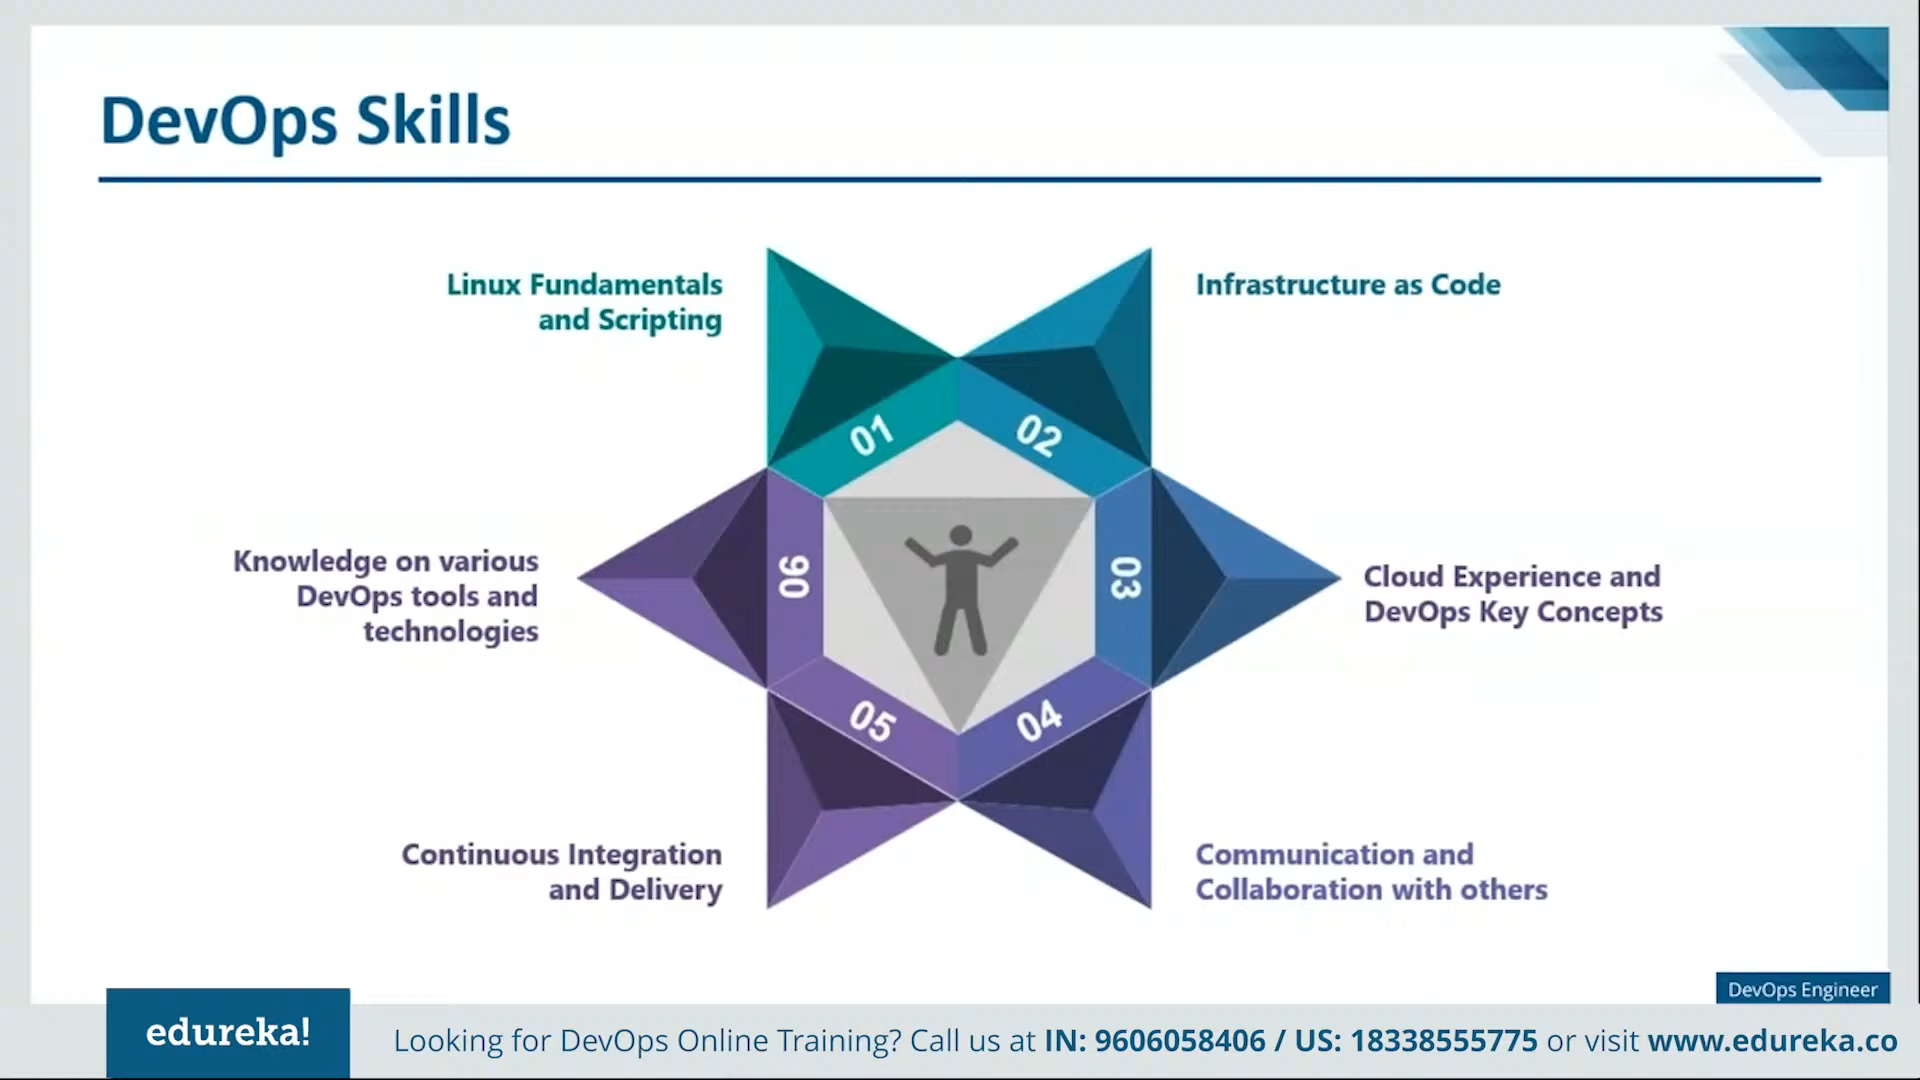 DevOps Skills
Linux Fundamentals
and Scripting
Infrastructure as Code
01
02
Knowledge on various
DevOps tools and
technologies
06
03
Cloud Experience and
DevOps Key Concepts
05
04
Continuous Integration
and Delivery
Communication and
Collaboration with others
DevOps Engineer
edureka!
Looking for DevOps Online Training? Call us at IN: 9606058406 / US: 18338555775 or visit www.edureka.co